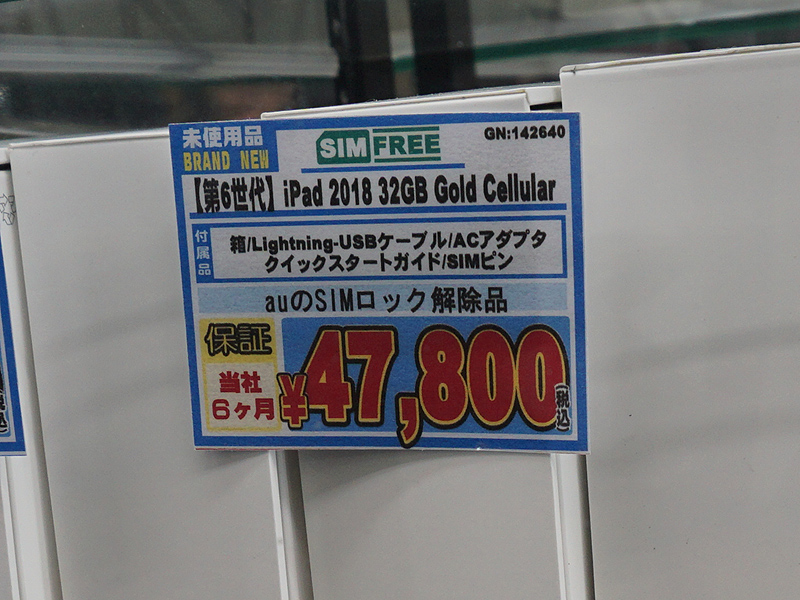 未使用品
BRAND NEW
SIM FREE
GN:142640
【第6世代】iPad 2018 32GB Gold Cellular
付属品
箱/Lightning-USBケーブル/ACアダプタ
クイックスタートガイド/SIMピン
auのSIMロック解除品
保証
当社
6ヶ月
¥47,800
(税込)